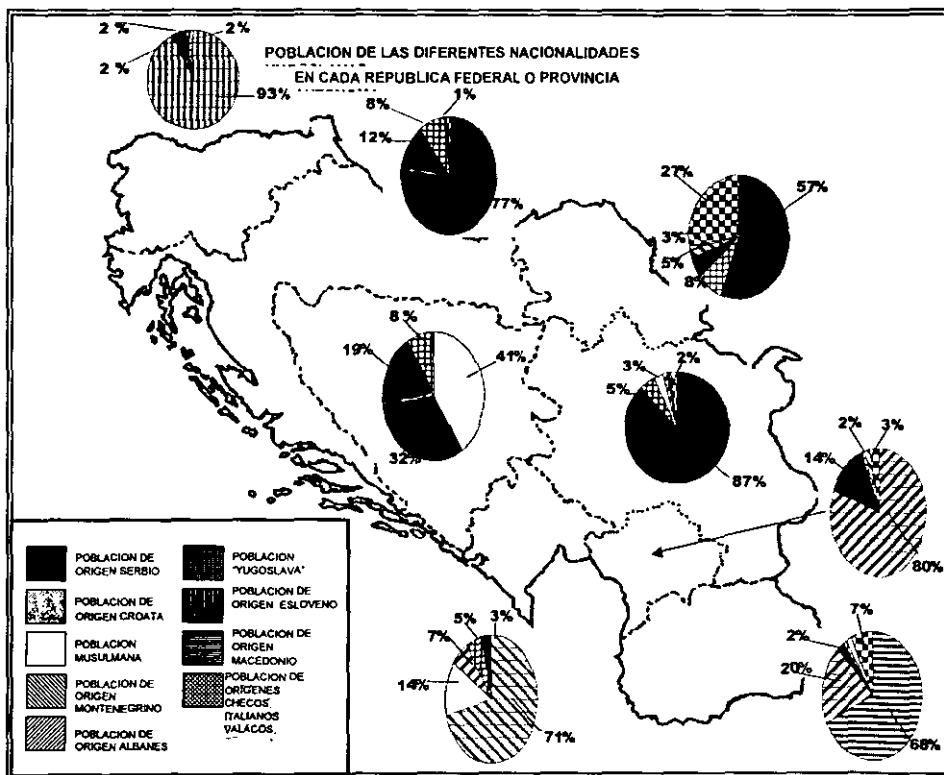 POBLACION DE LAS DIFERENTES NACIONALIDADES
EN CADA REPUBLICA FEDERAL O PROVINCIA
2 %
2%
2 %
93%
8%
1%
12%
77%
27%
57%
3%
5%
8%
8 %
19%
41%
32%
3%
2%
5%
87%
2%
3%
14%
80%
5%
3%
7%
14%
71%
7%
2%
20%
68%
POBLACION DE
ORIGEN SERBIO
POBLACION DE
ORIGEN CROATA
POBLACION
MUSULMANA
POBLACION DE
ORIGEN
MONTENEGRINO
POBLACION DE
ORIGEN ALBANES
POBLACION
"YUGOSLAVA"
POBLACION DE
ORIGEN ESLOVENO
POBLACION DE
ORIGEN
MACEDONIO
POBLACION DE
ORIGENES
CHECOS,
ITALIANOS
VALACOS,